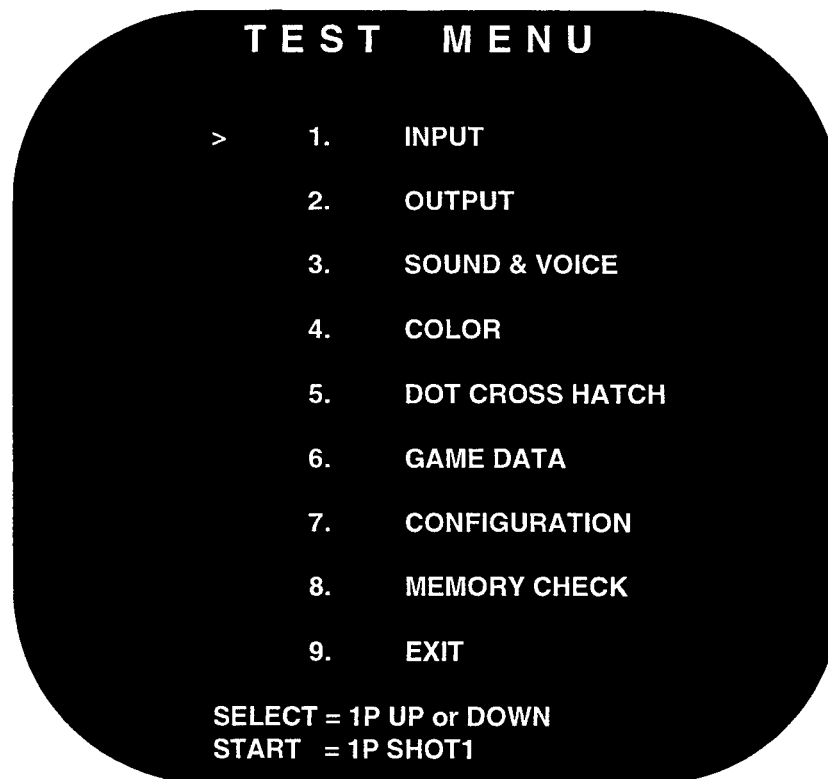 TEST MENU
> 1. INPUT
2. OUTPUT
3. SOUND & VOICE
4. COLOR
5. DOT CROSS HATCH
6. GAME DATA
7. CONFIGURATION
8. MEMORY CHECK
9. EXIT
SELECT = 1P UP or DOWN
START = 1P SHOT1